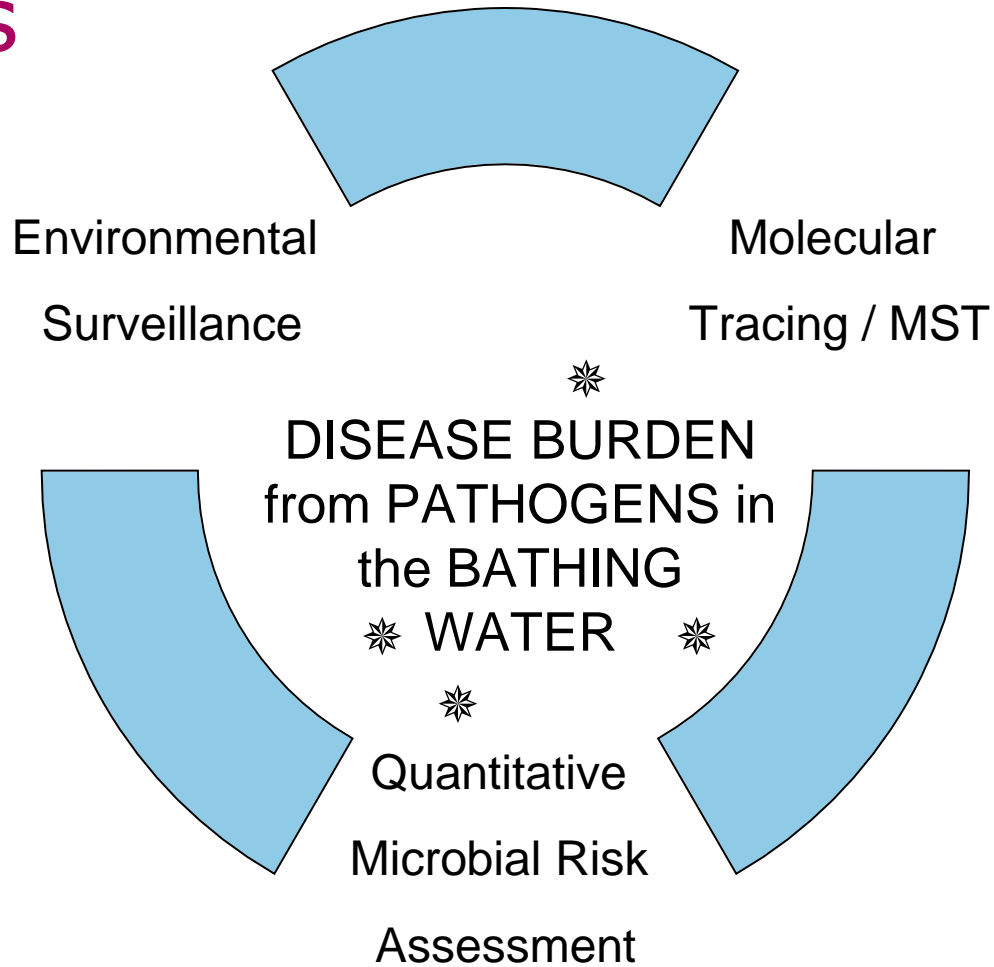 S
Environmental
Surveillance
Molecular
Tracing / MST
DISEASE BURDEN
from PATHOGENS in
the BATHING
WATER
Quantitative
Microbial Risk
Assessment